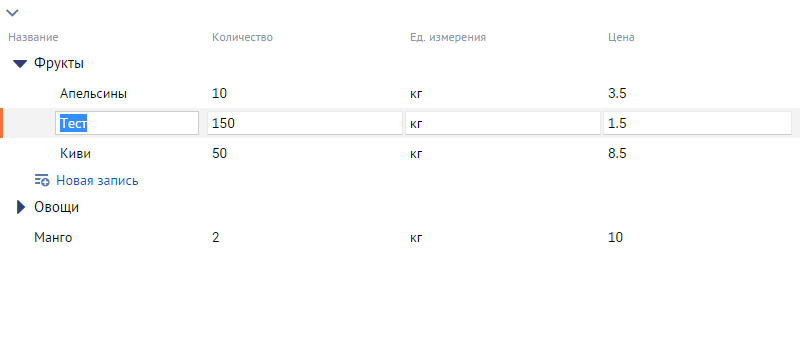 Название Количество Ед. измерения Цена
Фрукты
Апельсины 10 кг 3.5
Тест 150 кг 1.5
Киви 50 кг 8.5
Новая запись
Овощи
Манго 2 кг 10